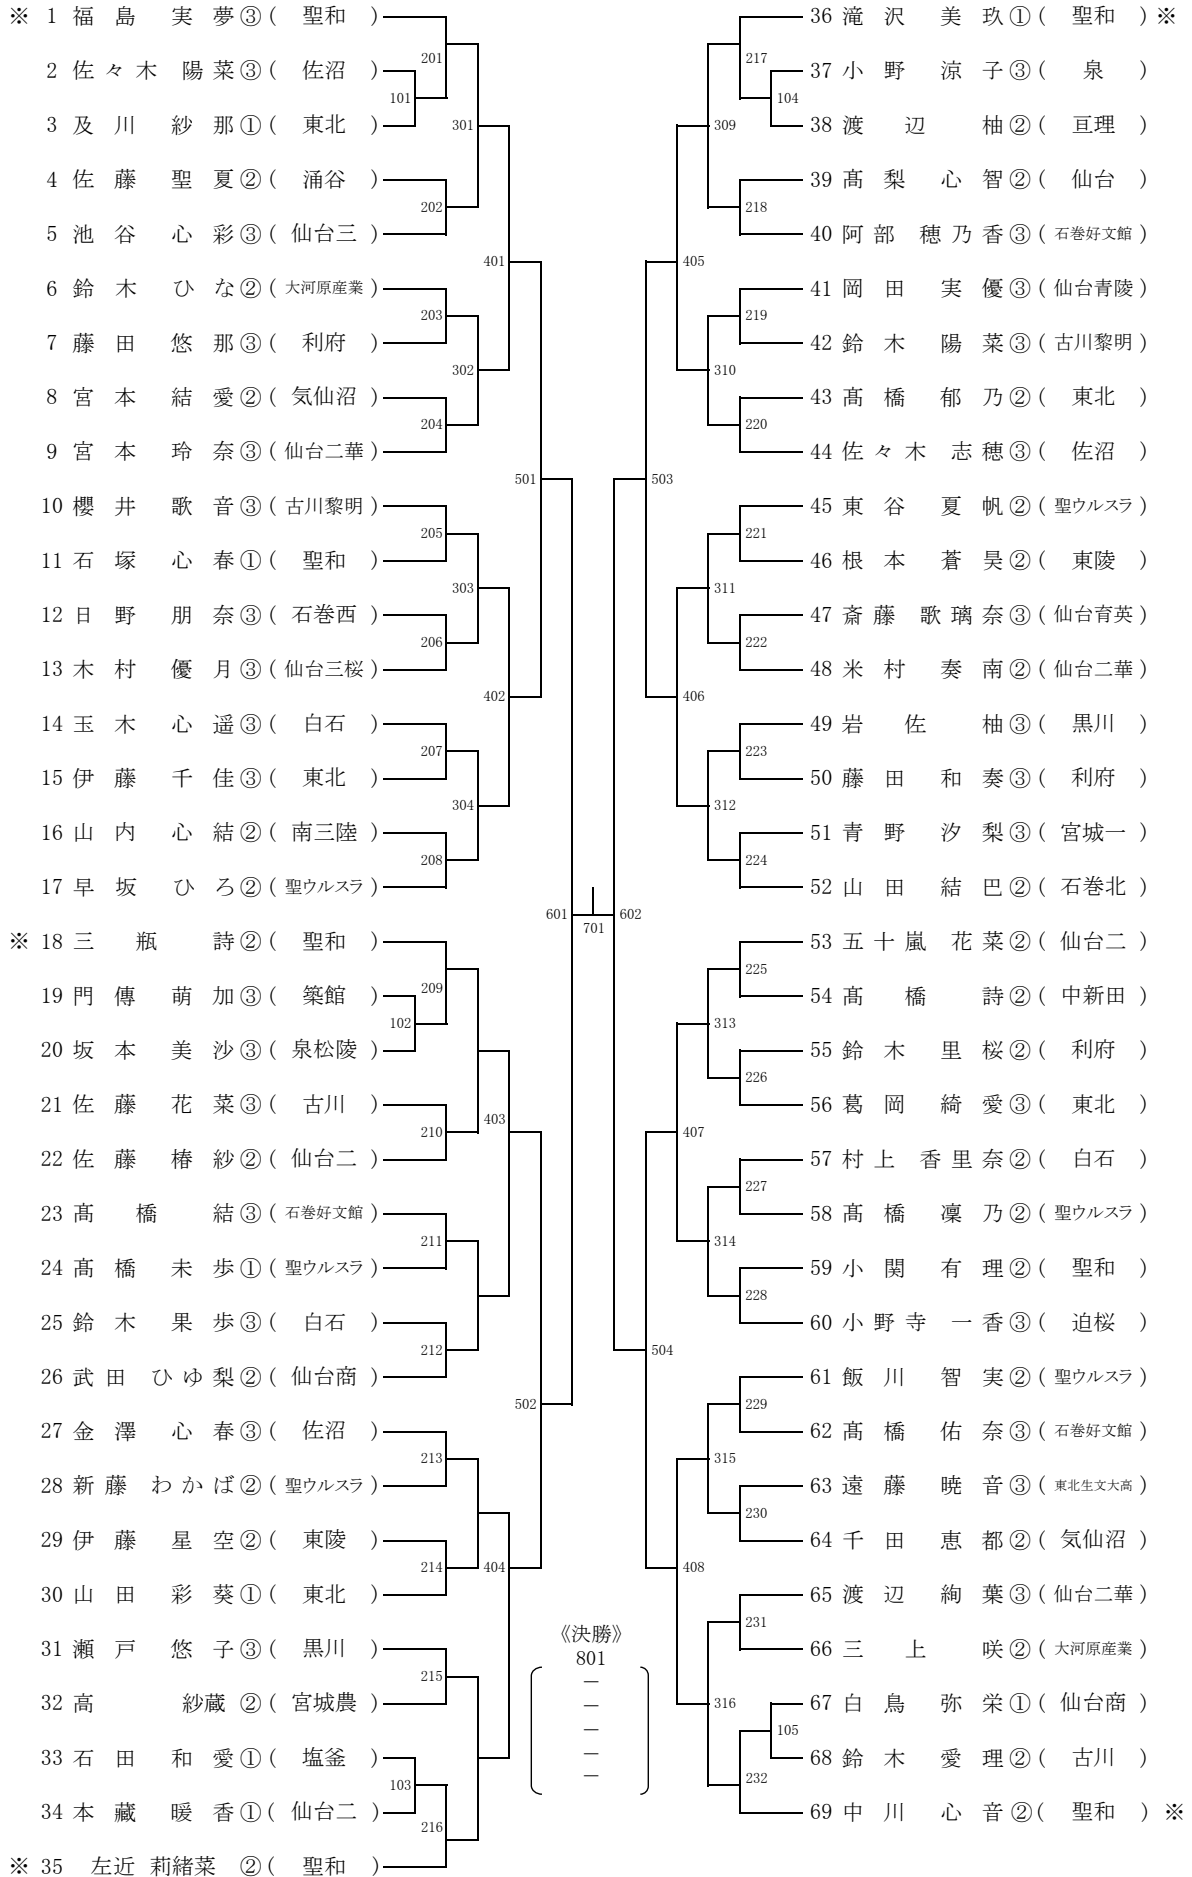 ※ 1 福島 実夢③( 聖和 )
2 佐々木 陽菜③( 佐沼 )
3 及川 紗那①( 東北 )
4 佐藤 聖夏②( 涌谷 )
5 池谷 心彩③( 仙台三 )
6 鈴木 ひな②( 大河原産業 )
7 藤田 悠那③( 利府 )
8 宮本 結愛②( 気仙沼 )
9 宮本 玲奈③( 仙台二華 )
10 櫻井 歌音③( 古川黎明 )
11 石塚 心春①( 聖和 )
12 日野 朋奈③( 石巻西 )
13 木村 優月③( 仙台三桜 )
14 玉木 心遥③( 白石 )
15 伊藤 千佳③( 東北 )
16 山内 心結②( 南三陸 )
17 早坂 ひろ②( 聖ウルスラ )
※ 18 三瓶 詩②( 聖和 )
19 門傳 萌加③( 築館 )
20 坂本 美沙③( 泉松陵 )
21 佐藤 花菜③( 古川 )
22 佐藤 椿紗②( 仙台二 )
23 髙橋 結③( 石巻好文館 )
24 髙橋 未歩①( 聖ウルスラ )
25 鈴木 果歩③( 白石 )
26 武田 ひゆ梨②( 仙台商 )
27 金澤 心春③( 佐沼 )
28 新藤 わかば②( 聖ウルスラ )
29 伊藤 星空②( 東陵 )
30 山田 彩葵①( 東北 )
31 瀬戸 悠子③( 黒川 )
32 高 紗蔵 ②( 宮城農 )
33 石田 和愛①( 塩釜 )
34 本藏 暖香①( 仙台二 )
※ 35 左近 莉緒菜 ②( 聖和 )
101
102
103
201
202
203
204
205
206
207
208
209
210
211
212
213
214
215
216
301
302
303
304
401
402
403
404
501
502
601
701
602
《決勝》
801
—
—
—
—
—
503
504
405
406
407
408
309
310
311
312
313
314
315
316
217
218
219
220
221
222
223
224
225
226
227
228
229
230
231
232
104
105
36 滝沢 美玖①( 聖和 )※
37 小野 涼子③( 泉 )
38 渡辺 柚②( 亘理 )
39 髙梨 心智②( 仙台 )
40 阿部 穂乃香③( 石巻好文館 )
41 岡田 実優③( 仙台青陵 )
42 鈴木 陽菜③( 古川黎明 )
43 髙橋 郁乃②( 東北 )
44 佐々木 志穂③( 佐沼 )
45 東谷 夏帆②( 聖ウルスラ )
46 根本 蒼昊②( 東陵 )
47 斎藤 歌璃奈③( 仙台育英 )
48 米村 奏南②( 仙台二華 )
49 岩佐 柚③( 黒川 )
50 藤田 和奏③( 利府 )
51 青野 汐梨③( 宮城一 )
52 山田 結巴②( 石巻北 )
53 五十嵐 花菜②( 仙台二 )
54 髙橋 詩②( 中新田 )
55 鈴木 里桜②( 利府 )
56 葛岡 綺愛③( 東北 )
57 村上 香里奈②( 白石 )
58 髙橋 凜乃②( 聖ウルスラ )
59 小関 有理②( 聖和 )
60 小野寺 一香③( 迫桜 )
61 飯川 智実②( 聖ウルスラ )
62 髙橋 佑奈③( 石巻好文館 )
63 遠藤 暁音③( 東北生文大高 )
64 千田 恵都②( 気仙沼 )
65 渡辺 絢葉③( 仙台二華 )
66 三上 咲②( 大河原産業 )
67 白鳥 弥栄①( 仙台商 )
68 鈴木 愛理②( 古川 )
69 中川 心音②( 聖和 )※